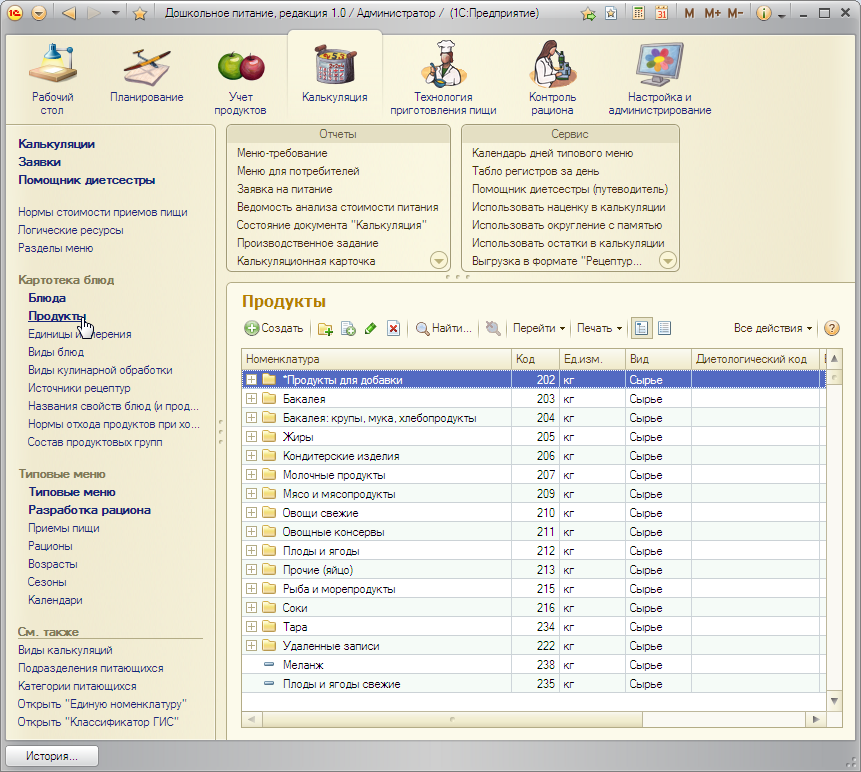 Дошкольное питание, редакция 1.0 / Администратор / (1С:Предприятие)
M M+ M-
Рабочий стол
Планирование
Учет продуктов
Калькуляция
Технология приготовления пищи
Контроль рациона
Настройка и администрирование
Калькуляции
Заявки
Помощник диетсестры
Нормы стоимости приемов пищи
Логические ресурсы
Разделы меню
Картотека блюд
Блюда
Продукты
Единицы
Виды блюд
Виды кулинарной обработки
Источники рецептур
Названия свойств блюд (и прод...
Нормы отхода продуктов при хо...
Состав продуктовых групп
Типовые меню
Типовые меню
Разработка рациона
Приемы пищи
Рационы
Возрасты
Сезоны
Календари
См. также
Виды калькуляций
Подразделения питающихся
Категории питающихся
Открыть "Единую номенклатуру"
Открыть "Классификатор ГИС"
Отчеты
Меню-требование
Меню для потребителей
Заявка на питание
Ведомость анализа стоимости питания
Состояние документа "Калькуляция"
Производственное задание
Калькуляционная карточка
Сервис
Календарь дней типового меню
Табло регистров за день
Помощник диетсестры (путеводитель)
Использовать наценку в калькуляции
Использовать округление с памятью
Использовать остатки в калькуляции
Выгрузка в формате "Рецептур...
Продукты
Создать Найти... Перейти Печать Все действия
Номенклатура Код Ед.изм. Вид Диетологический код
*Продукты для добавки 202 кг Сырье
Бакалея 203 кг Сырье
Бакалея: крупы, мука, хлебопродукты 204 кг Сырье
Жиры 205 кг Сырье
Кондитерские изделия 206 кг Сырье
Молочные продукты 207 кг Сырье
Мясо и мясопродукты 209 кг Сырье
Овощи свежие 210 кг Сырье
Овощные консервы 211 кг Сырье
Плоды и ягоды 212 кг Сырье
Прочие (яйцо) 213 кг Сырье
Рыба и морепродукты 215 кг Сырье
Соки 216 кг Сырье
Тара 234 кг Сырье
Удаленные записи 222 кг Сырье
Меланж 238 кг Сырье
Плоды и ягоды свежие 235 кг Сырье
История...